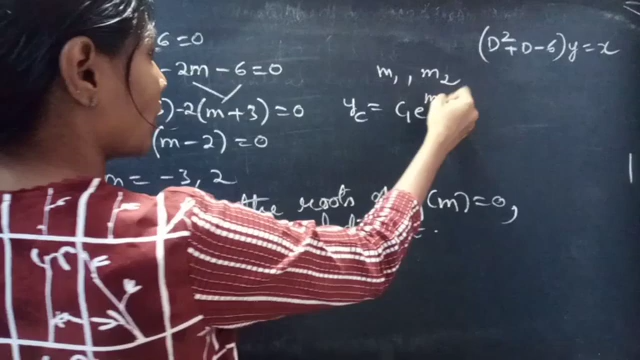 (D²+D-6)y=x
6=0
- 2m - 6 = 0
m₁, m₂
) - 2(m+3) = 0
y_c = c₁e^m
(m-2) = 0
m = -3, 2
the roots of (m)=0,